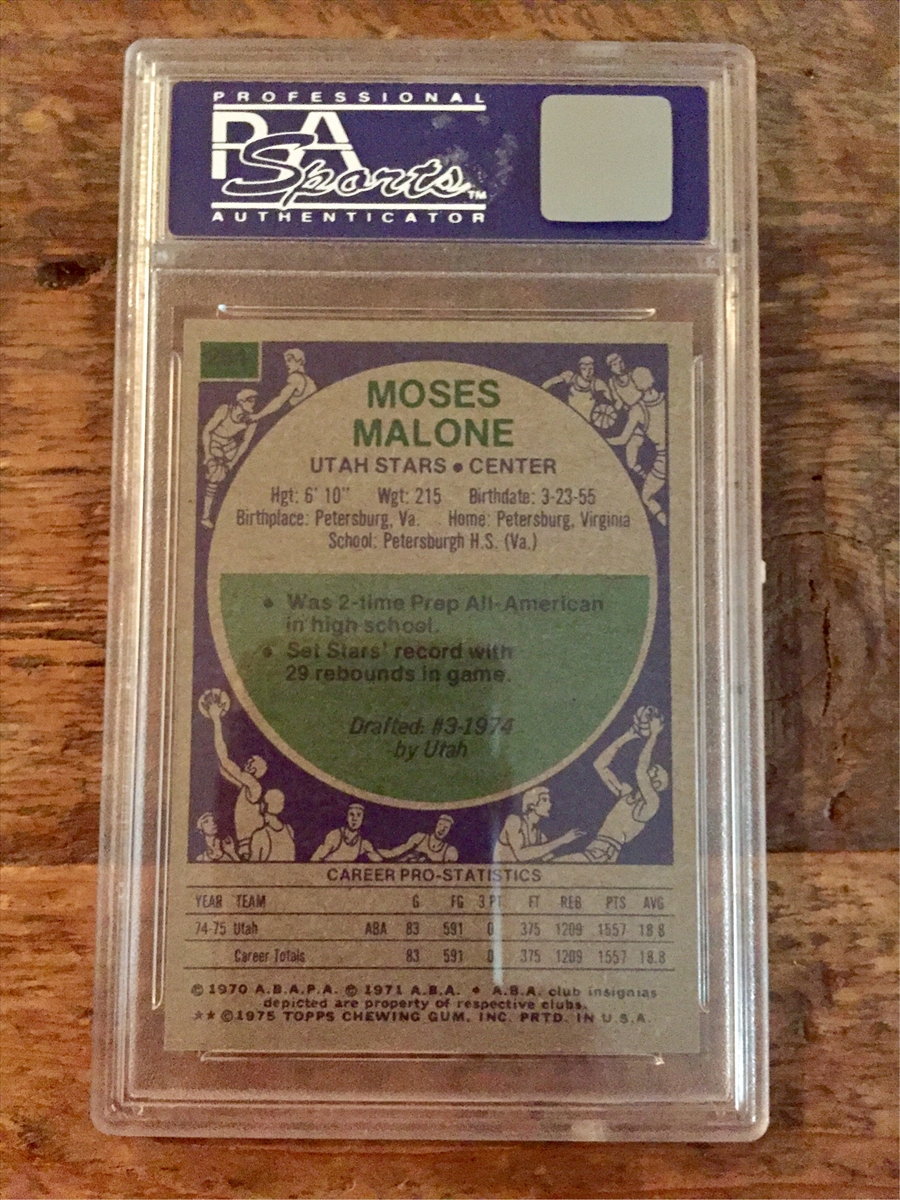 PROFESSIONAL
PSA
Sports™
AUTHENTICATOR
MOSES
MALONE
UTAH STARS • CENTER
Hgt: 6' 10" Wgt: 215 Birthdate: 3-23-55
Birthplace: Petersburg, Va. Home: Petersburg, Virginia
School: Petersburgh H.S. (Va.)
• Was 2-time Prep All-American
in high school.
• Set Stars' record with
29 rebounds in game.
Drafted: #3-1974
by Utah
CAREER PRO-STATISTICS
YEAR TEAM G FG 3 PT FT REB PTS AVG
74-75 Utah ABA 83 591 0 375 1209 1557 18.8
Career Totals 83 591 0 375 1209 1557 18.8
© 1970 A.B.A.P.A. © 1971 A.B.A. • A.B.A. club insignias
depicted are property of respective clubs.
★★ © 1975 TOPPS CHEWING GUM, INC. PRTD. IN U.S.A.